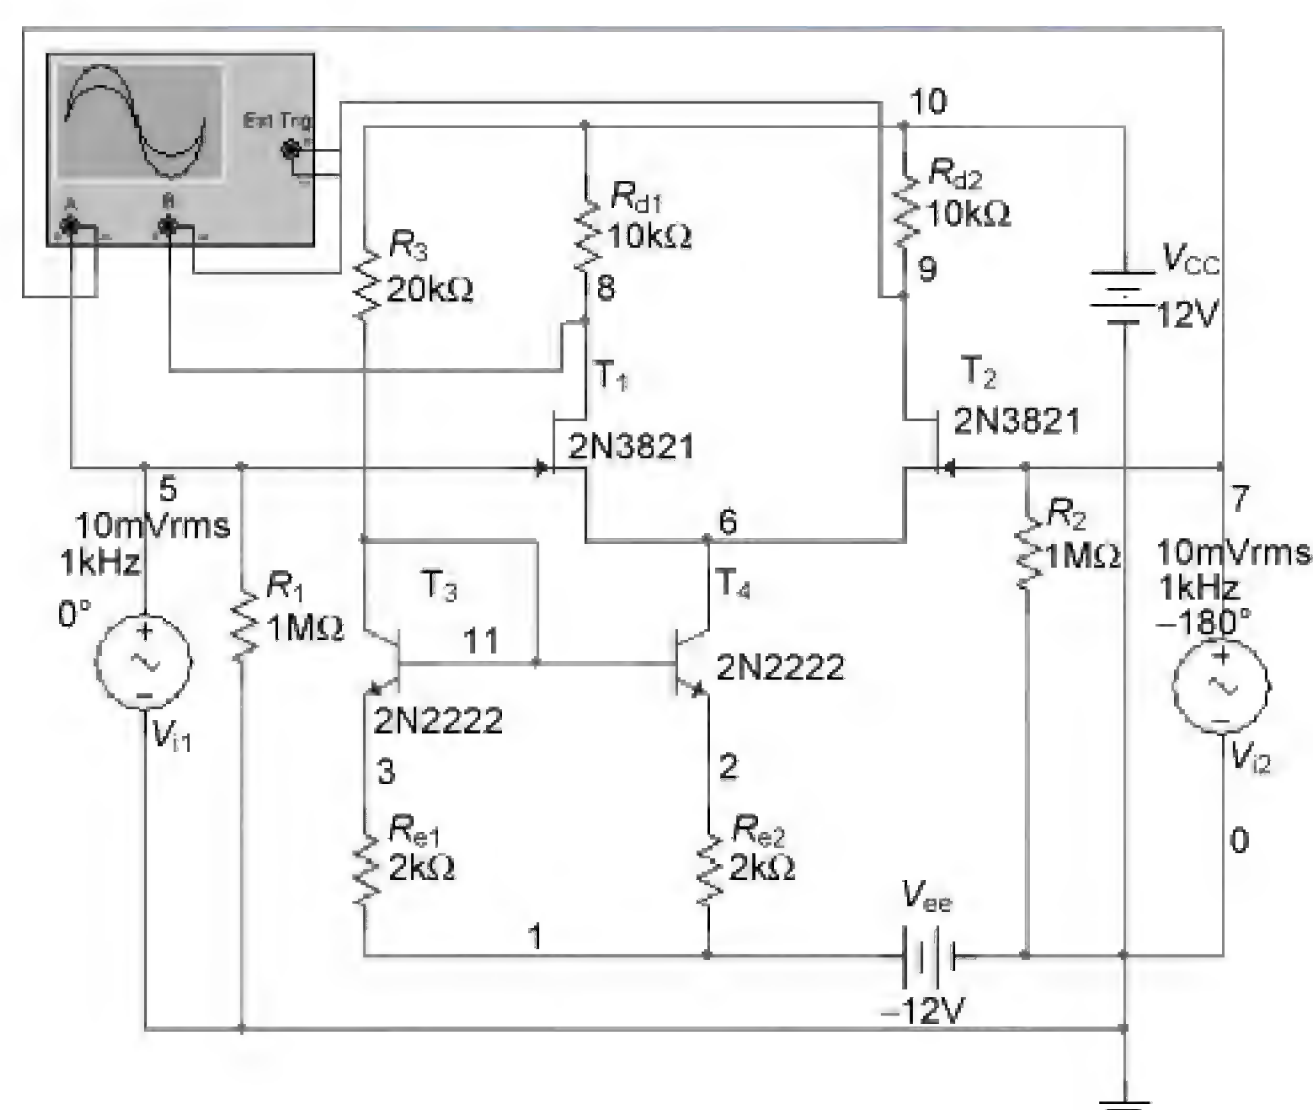 Ext Trig
A
B
10
R3
20kΩ
Rd1
10kΩ
8
Rd2
10kΩ
9
VCC
12V
T1
2N3821
T2
2N3821
5
10mVrms
1kHz
0°
Vi1
R1
1MΩ
6
T3
11
2N2222
T4
2N2222
R2
1MΩ
7
10mVrms
1kHz
−180°
Vi2
0
3
2
Re1
2kΩ
Re2
2kΩ
1
Vee
−12V